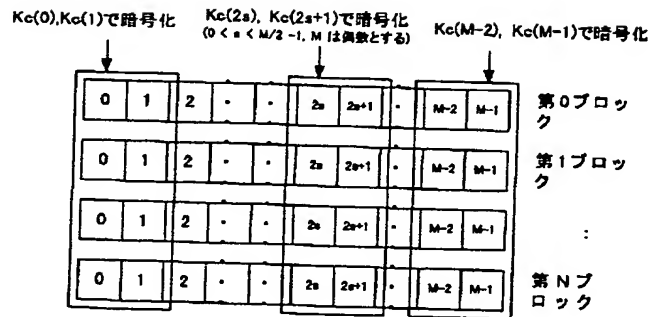 Kc(0),Kc(1)で暗号化
Kc(2s), Kc(2s+1)で暗号化
(0 < s < M/2 -1, M は偶数とする)
Kc(M-2), Kc(M-1)で暗号化
0 1 2 · · 2s 2s+1 · M-2 M-1
第0ブロッ
ク
0 1 2 · · 2s 2s+1 · M-2 M-1
第1ブロッ
ク
0 1 2 · · 2s 2s+1 · M-2 M-1
:
0 1 2 · · 2s 2s+1 · M-2 M-1
第Nブ
ロック